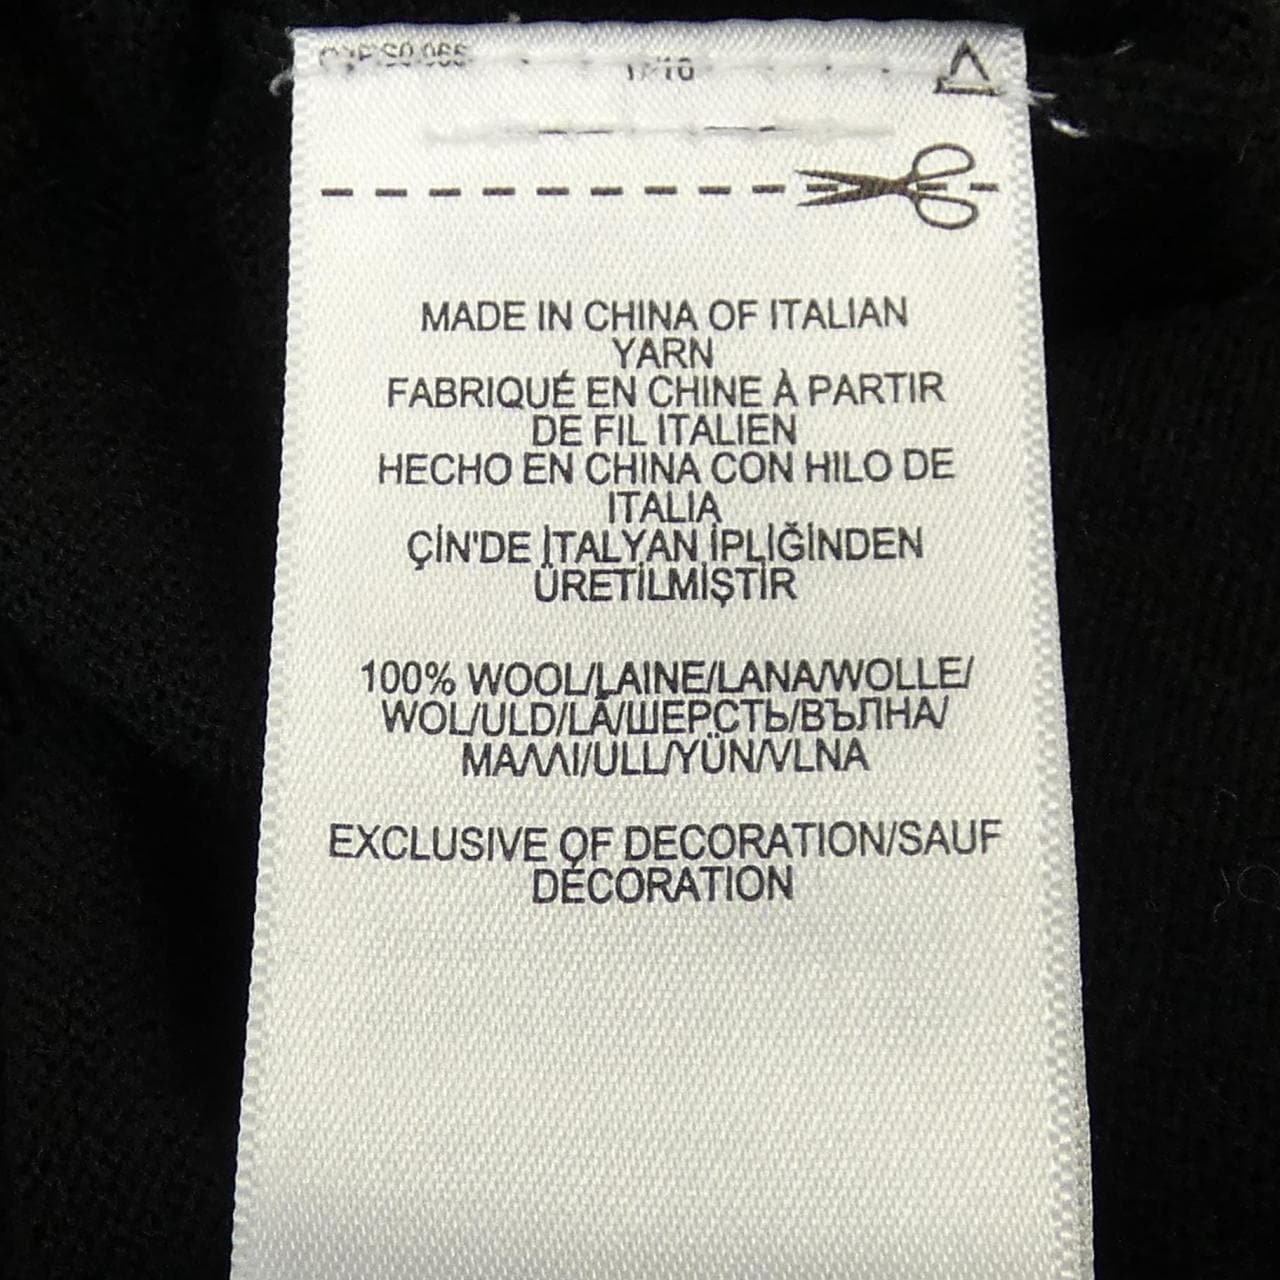 MADE IN CHINA OF ITALIAN
YARN
FABRIQUÉ EN CHINE À PARTIR
DE FIL ITALIEN
HECHO EN CHINA CON HILO DE
ITALIA
ÇİN'DE İTALYAN İPLİĞİNDEN
ÜRETİLMİŞTİR
100% WOOL/LAINE/LANA/WOLLE/
WOL/ULD/LÃ/ШЕРСТЬ/ВЪЛНА/
ΜΑΛΛΙ/ULL/YÜN/VLNA
EXCLUSIVE OF DECORATION/SAUF
DÉCORATION